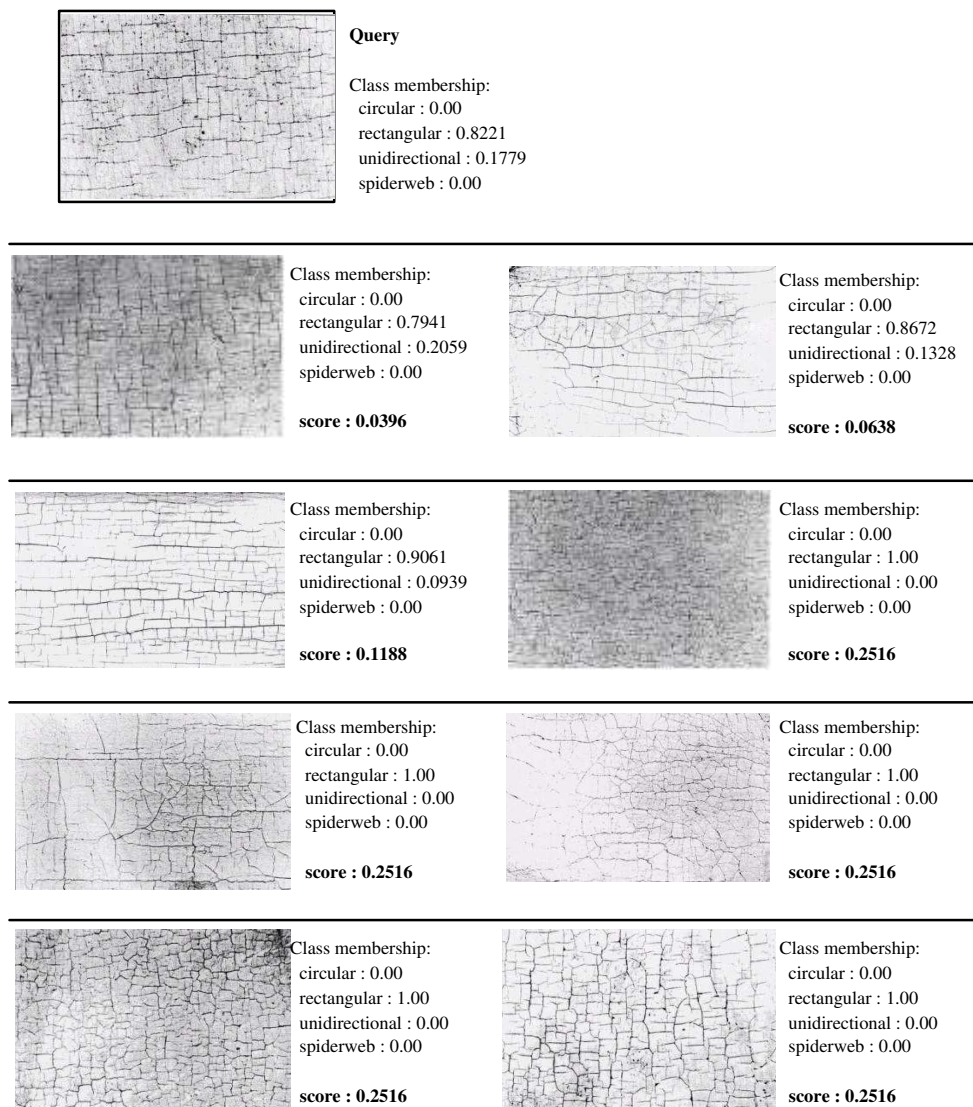 Query
Class membership:
circular : 0.00
rectangular : 0.8221
unidirectional : 0.1779
spiderweb : 0.00
Class membership:
circular : 0.00
rectangular : 0.7941
unidirectional : 0.2059
spiderweb : 0.00
score : 0.0396
Class membership:
circular : 0.00
rectangular : 0.8672
unidirectional : 0.1328
spiderweb : 0.00
score : 0.0638
Class membership:
circular : 0.00
rectangular : 0.9061
unidirectional : 0.0939
spiderweb : 0.00
score : 0.1188
Class membership:
circular : 0.00
rectangular : 1.00
unidirectional : 0.00
spiderweb : 0.00
score : 0.2516
Class membership:
circular : 0.00
rectangular : 1.00
unidirectional : 0.00
spiderweb : 0.00
score : 0.2516
Class membership:
circular : 0.00
rectangular : 1.00
unidirectional : 0.00
spiderweb : 0.00
score : 0.2516
Class membership:
circular : 0.00
rectangular : 1.00
unidirectional : 0.00
spiderweb : 0.00
score : 0.2516
Class membership:
circular : 0.00
rectangular : 1.00
unidirectional : 0.00
spiderweb : 0.00
score : 0.2516